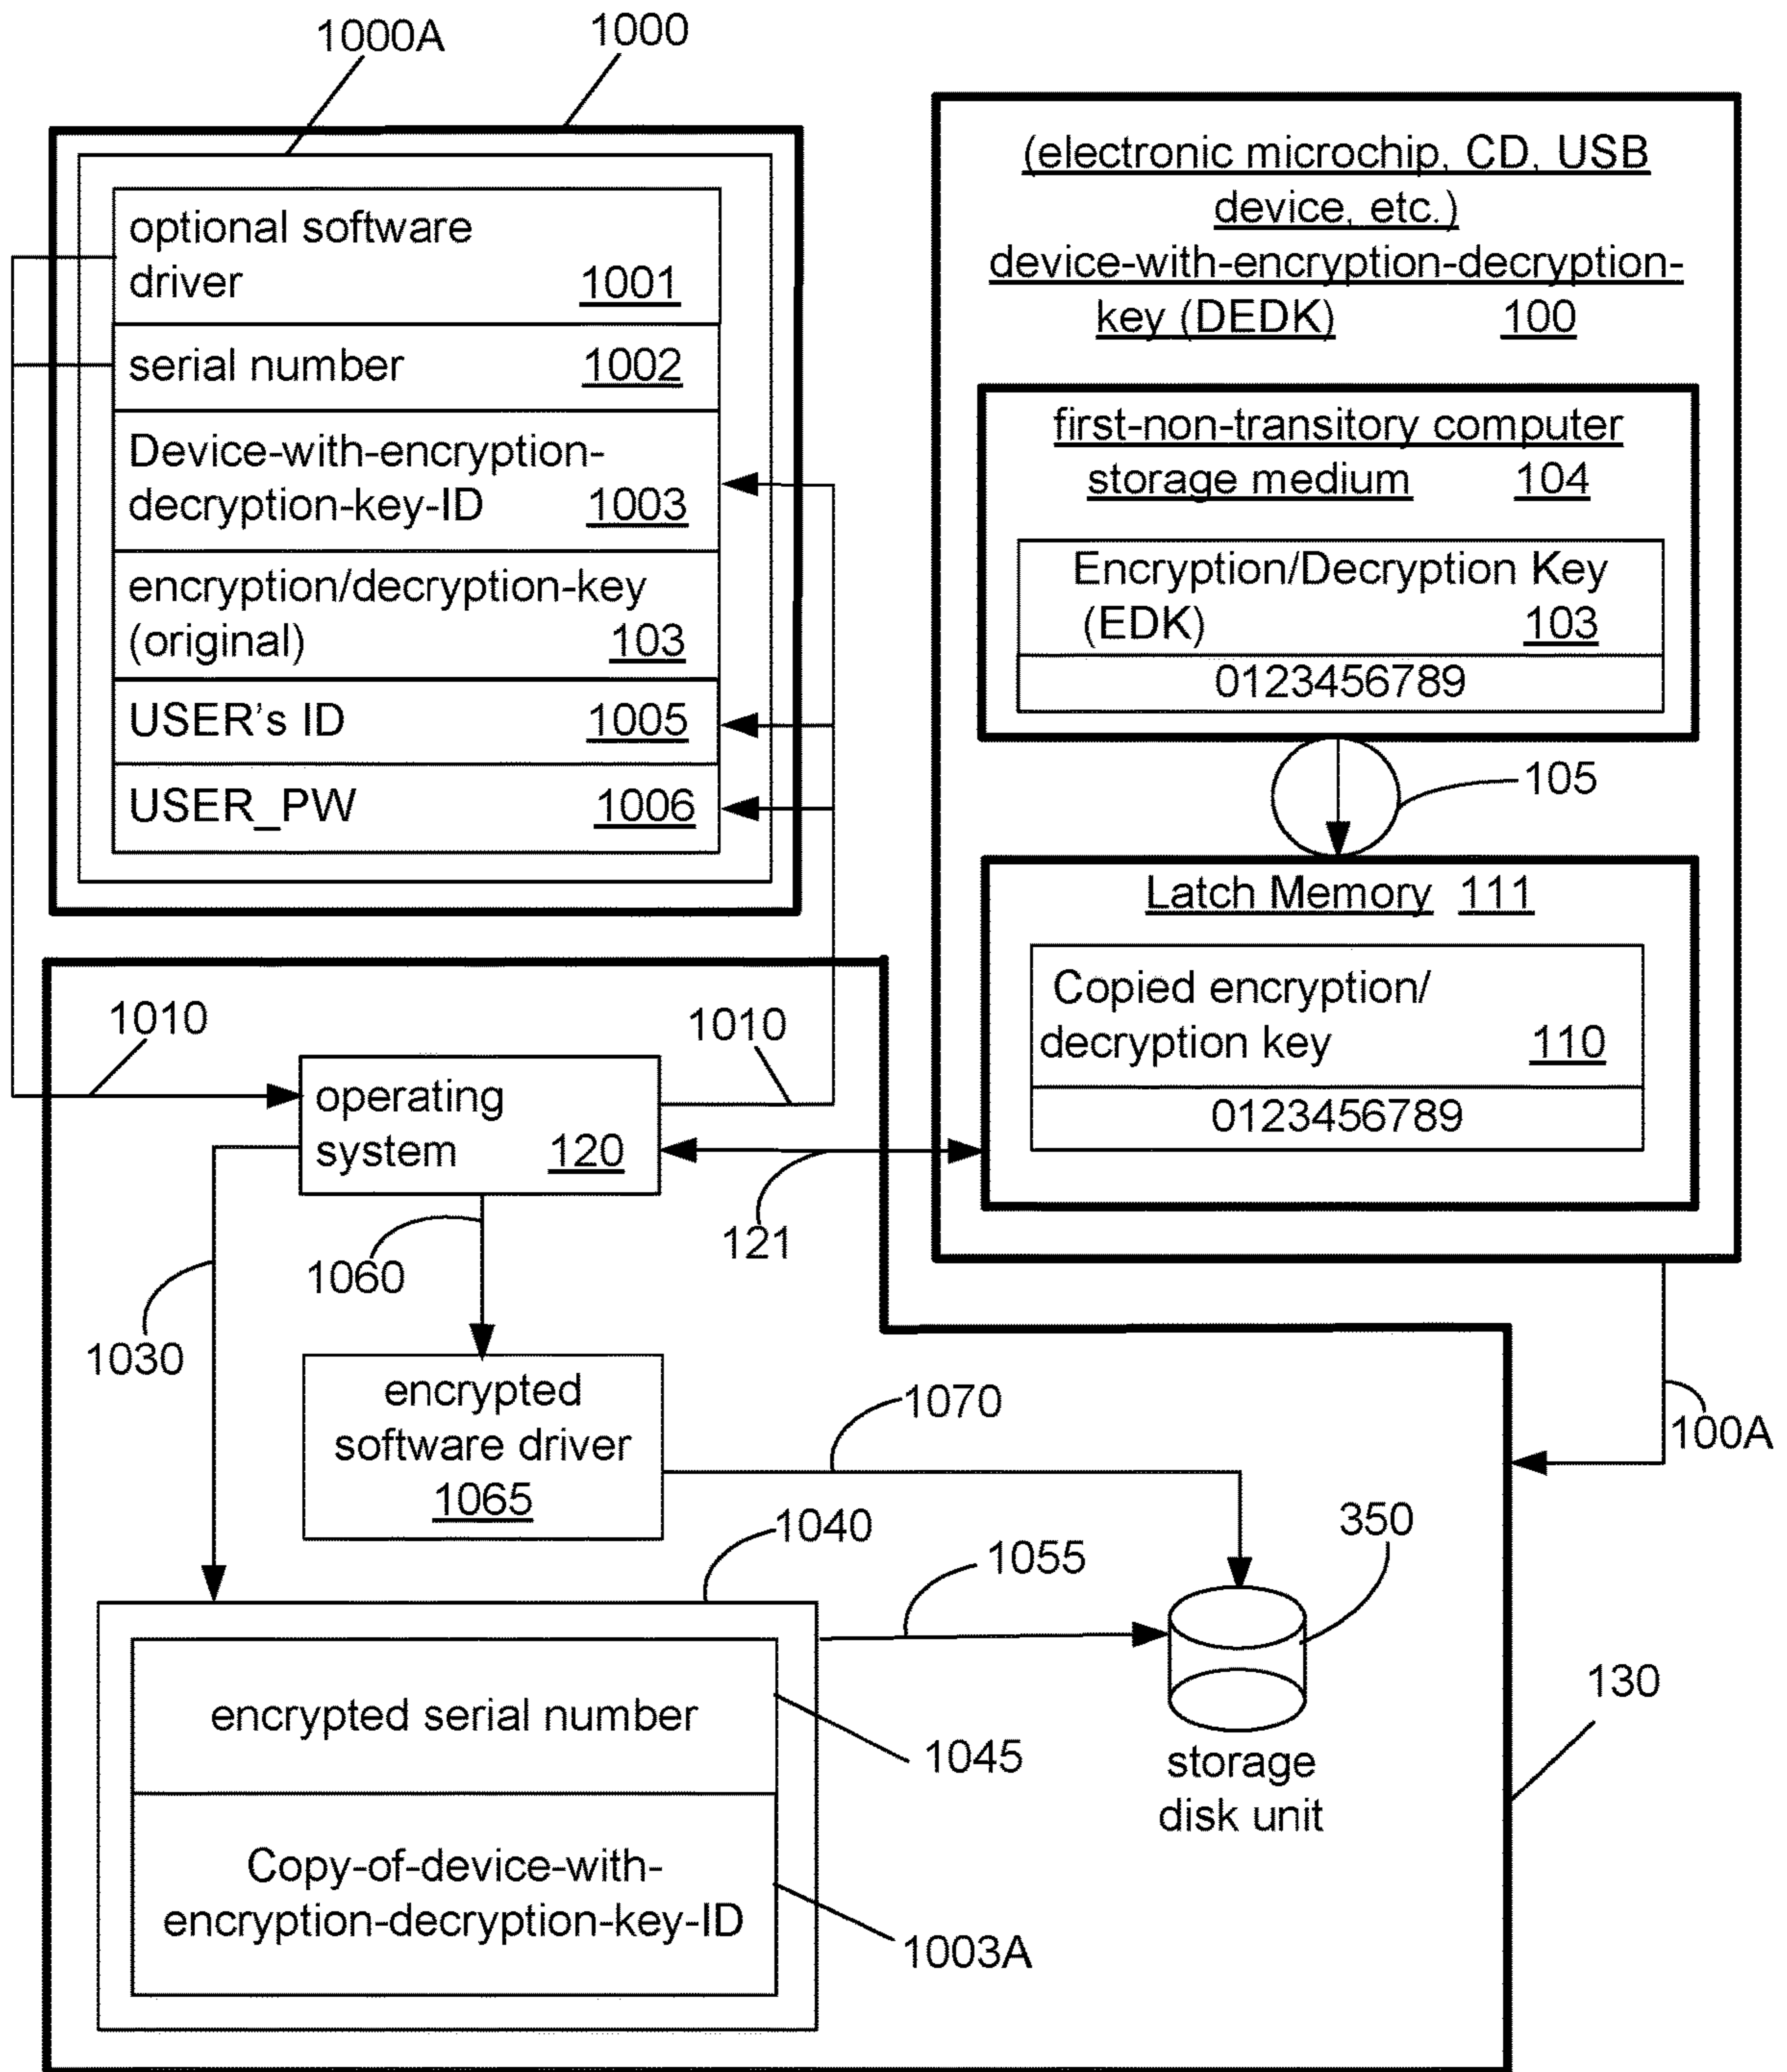 1000A
1000
optional software
driver 1001
serial number 1002
Device-with-encryption-
decryption-key-ID 1003
encryption/decryption-key
(original) 103
USER's ID 1005
USER_PW 1006
(electronic microchip, CD, USB
device, etc.)
device-with-encryption-decryption-
key (DEDK) 100
first-non-transitory computer
storage medium 104
Encryption/Decryption Key
(EDK) 103
0123456789
105
Latch Memory 111
Copied encryption/
decryption key 110
0123456789
1010
1010
operating
system 120
121
1060
1030
100A
encrypted
software driver
1065
1070
1040
1055
350
storage
disk unit
130
encrypted serial number
1045
Copy-of-device-with-
encryption-decryption-key-ID
1003A